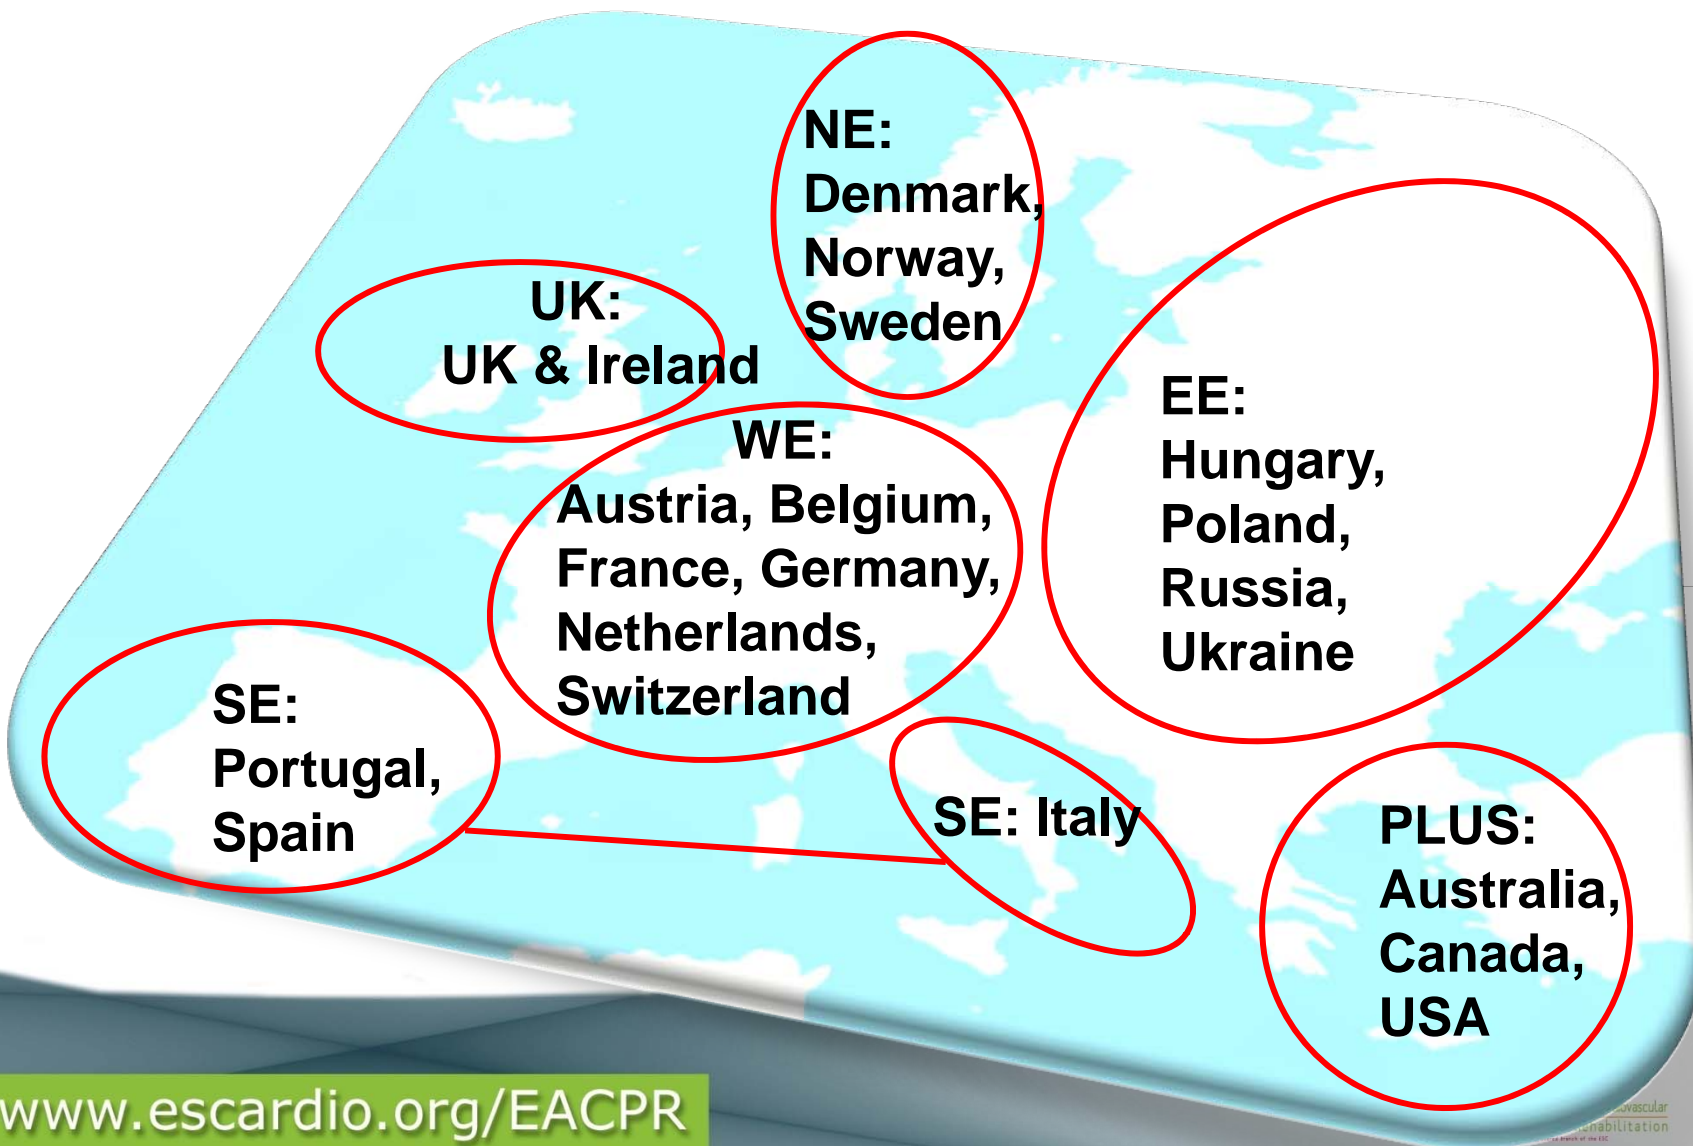 NE:
Denmark,
Norway,
Sweden
UK:
UK & Ireland
WE:
Austria, Belgium,
France, Germany,
Netherlands,
Switzerland
EE:
Hungary,
Poland,
Russia,
Ukraine
SE:
Portugal,
Spain
SE: Italy
PLUS:
Australia,
Canada,
USA
www.escardio.org/EACPR